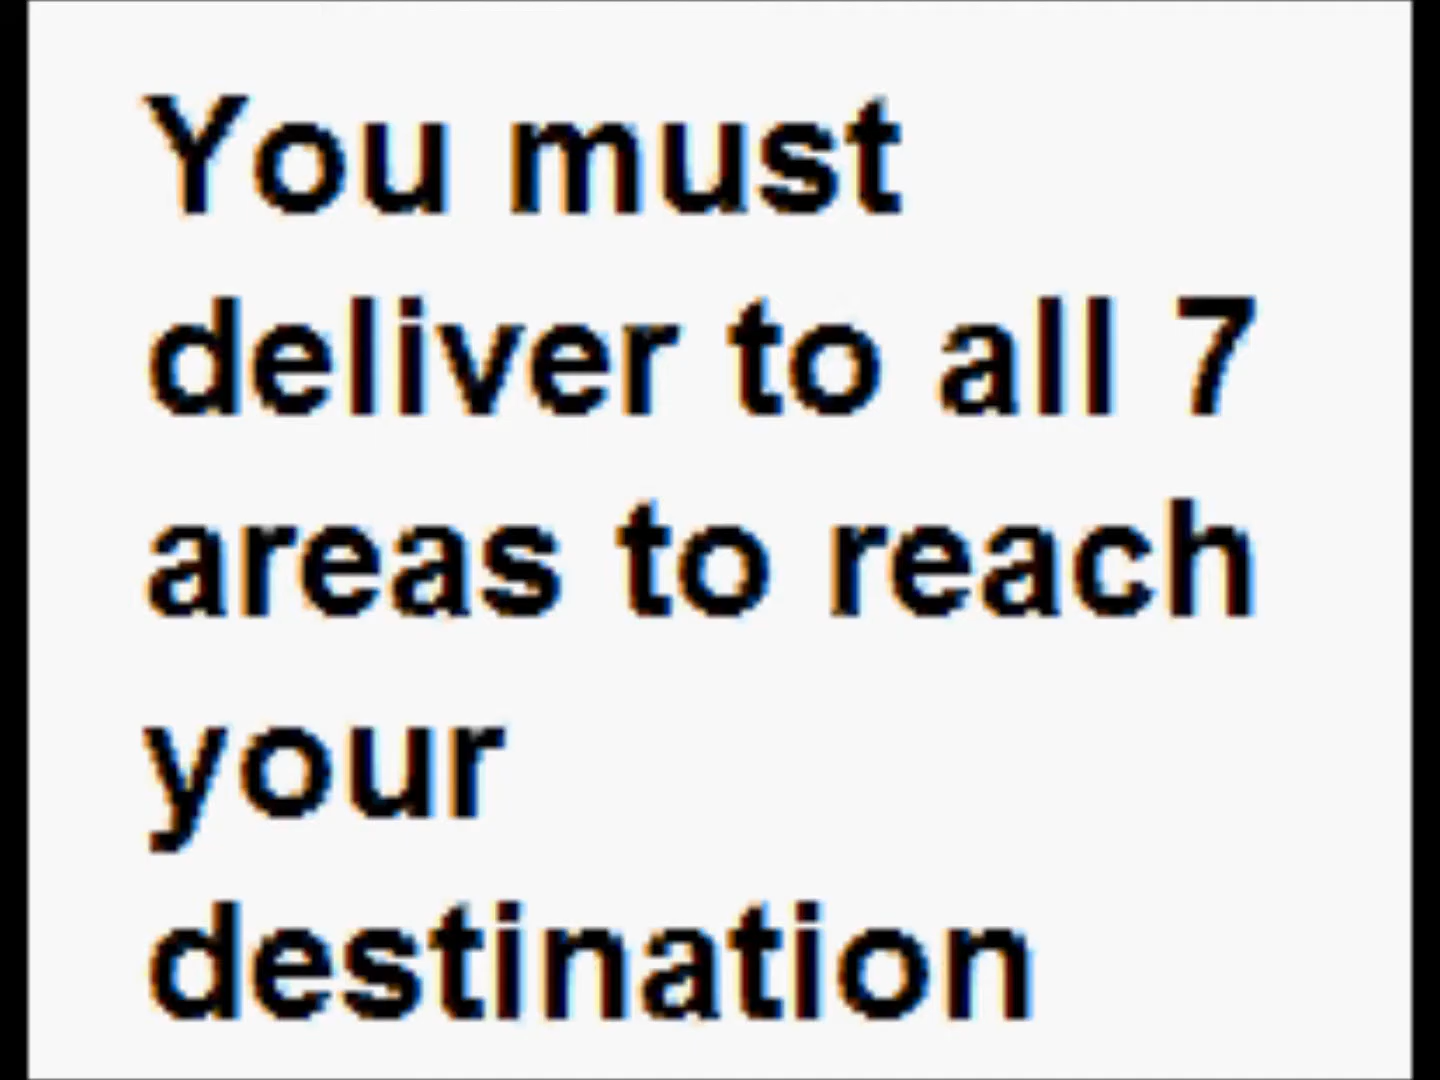 You must
deliver to all 7
areas to reach
your
destination